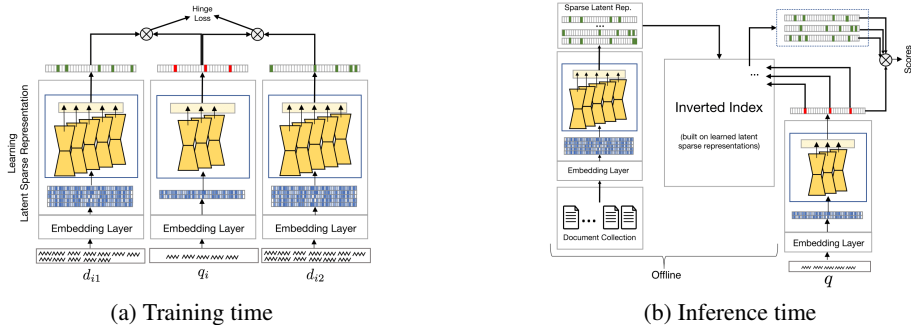 Hinge
Loss
Learning
Latent Sparse Representation
Embedding Layer
Embedding Layer
Embedding Layer
d_{i1}
q_i
d_{i2}
(a) Training time
Sparse Latent Rep.
...
Embedding Layer
...
Document Collection
Inverted Index
(built on learned latent
sparse representations)
...
Scores
Embedding Layer
Offline
q
(b) Inference time